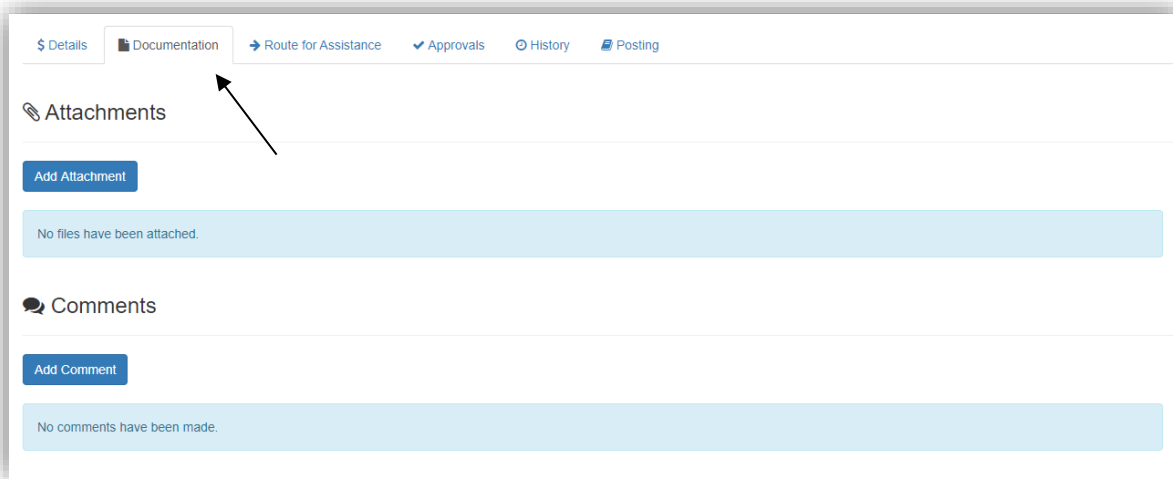 $ Details Documentation Route for Assistance Approvals History Posting
Attachments
Add Attachment
No files have been attached.
Comments
Add Comment
No comments have been made.